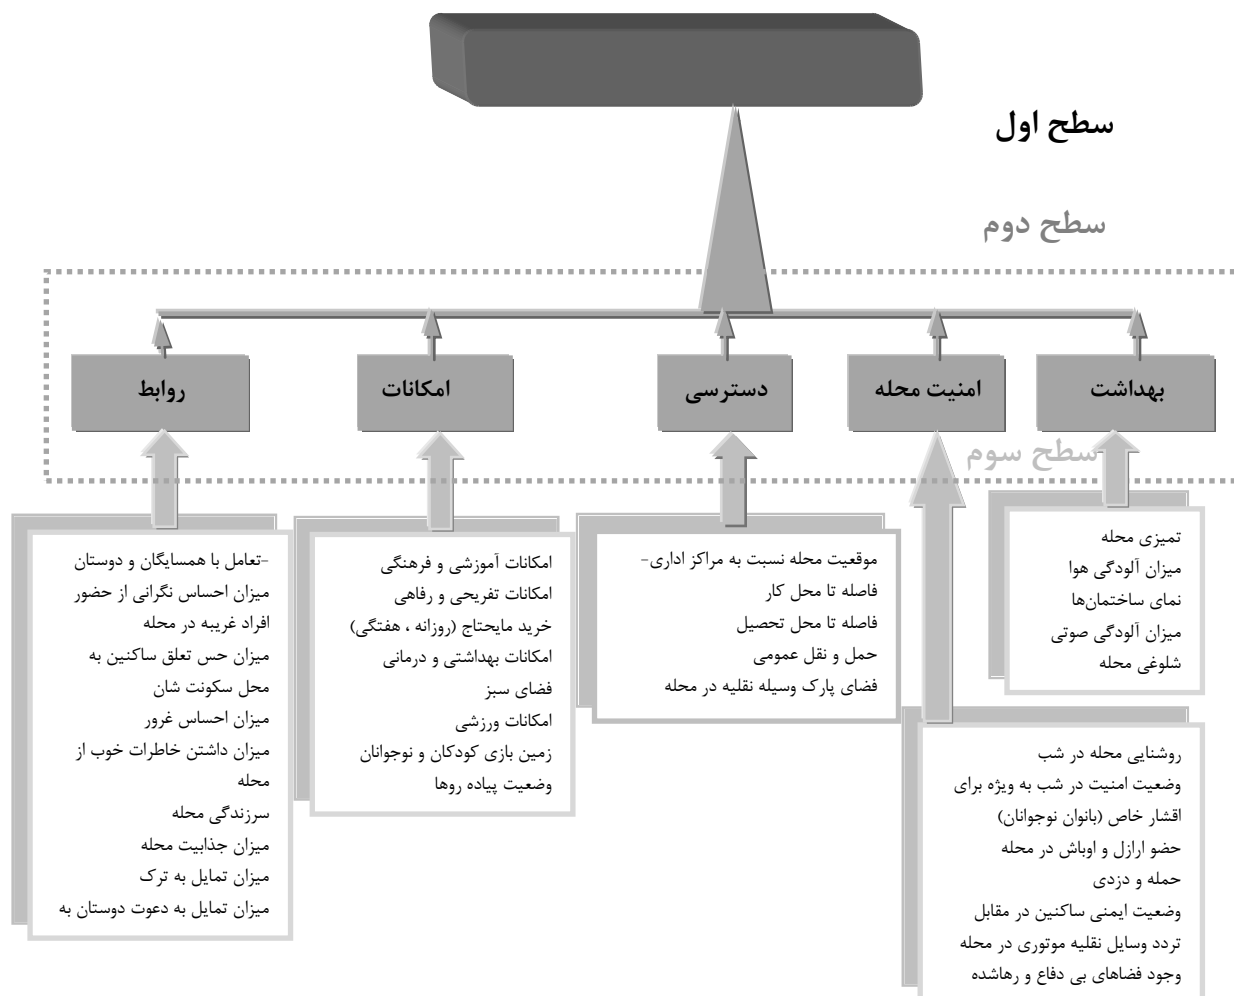 سطح اول
سطح دوم
بهداشت
امنیت محله
دسترسی
امکانات
روابط
سطح سوم
تمیزی محله
میزان آلودگی هوا
نمای ساختمان‌ها
میزان آلودگی صوتی
شلوغی محله
روشنایی محله در شب
وضعیت امنیت در شب به ویژه برای
اقشار خاص (بانوان نوجوانان)
حضو ارازل و اوباش در محله
حمله و دزدی
وضعیت ایمنی ساکنین در مقابل
تردد وسایل نقلیه موتوری در محله
وجود فضاهای بی دفاع و رهاشده
موقعیت محله نسبت به مراکز اداری-
فاصله تا محل کار
فاصله تا محل تحصیل
حمل و نقل عمومی
فضای پارک وسیله نقلیه در محله
امکانات آموزشی و فرهنگی
امکانات تفریحی و رفاهی
خرید مایحتاج (روزانه ، هفتگی)
امکانات بهداشتی و درمانی
فضای سبز
امکانات ورزشی
زمین بازی کودکان و نوجوانان
وضعیت پیاده روها
-تعامل با همسایگان و دوستان
میزان احساس نگرانی از حضور
افراد غریبه در محله
میزان حس تعلق ساکنین به
محل سکونت شان
میزان احساس غرور
میزان داشتن خاطرات خوب از
محله
سرزندگی محله
میزان جذابیت محله
میزان تمایل به ترک
میزان تمایل به دعوت دوستان به